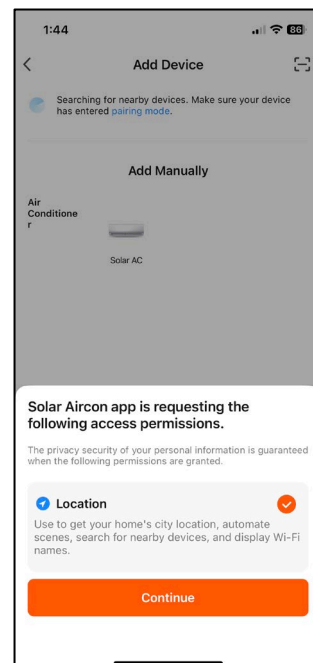 1:44
86
Add Device
Searching for nearby devices. Make sure your device
has entered pairing mode.
Add Manually
Air
Conditione
r
Solar AC
Solar Aircon app is requesting the
following access permissions.
The privacy security of your personal information is guaranteed
when the following permissions are granted.
Location
Use to get your home's city location, automate
scenes, search for nearby devices, and display Wi-Fi
names.
Continue